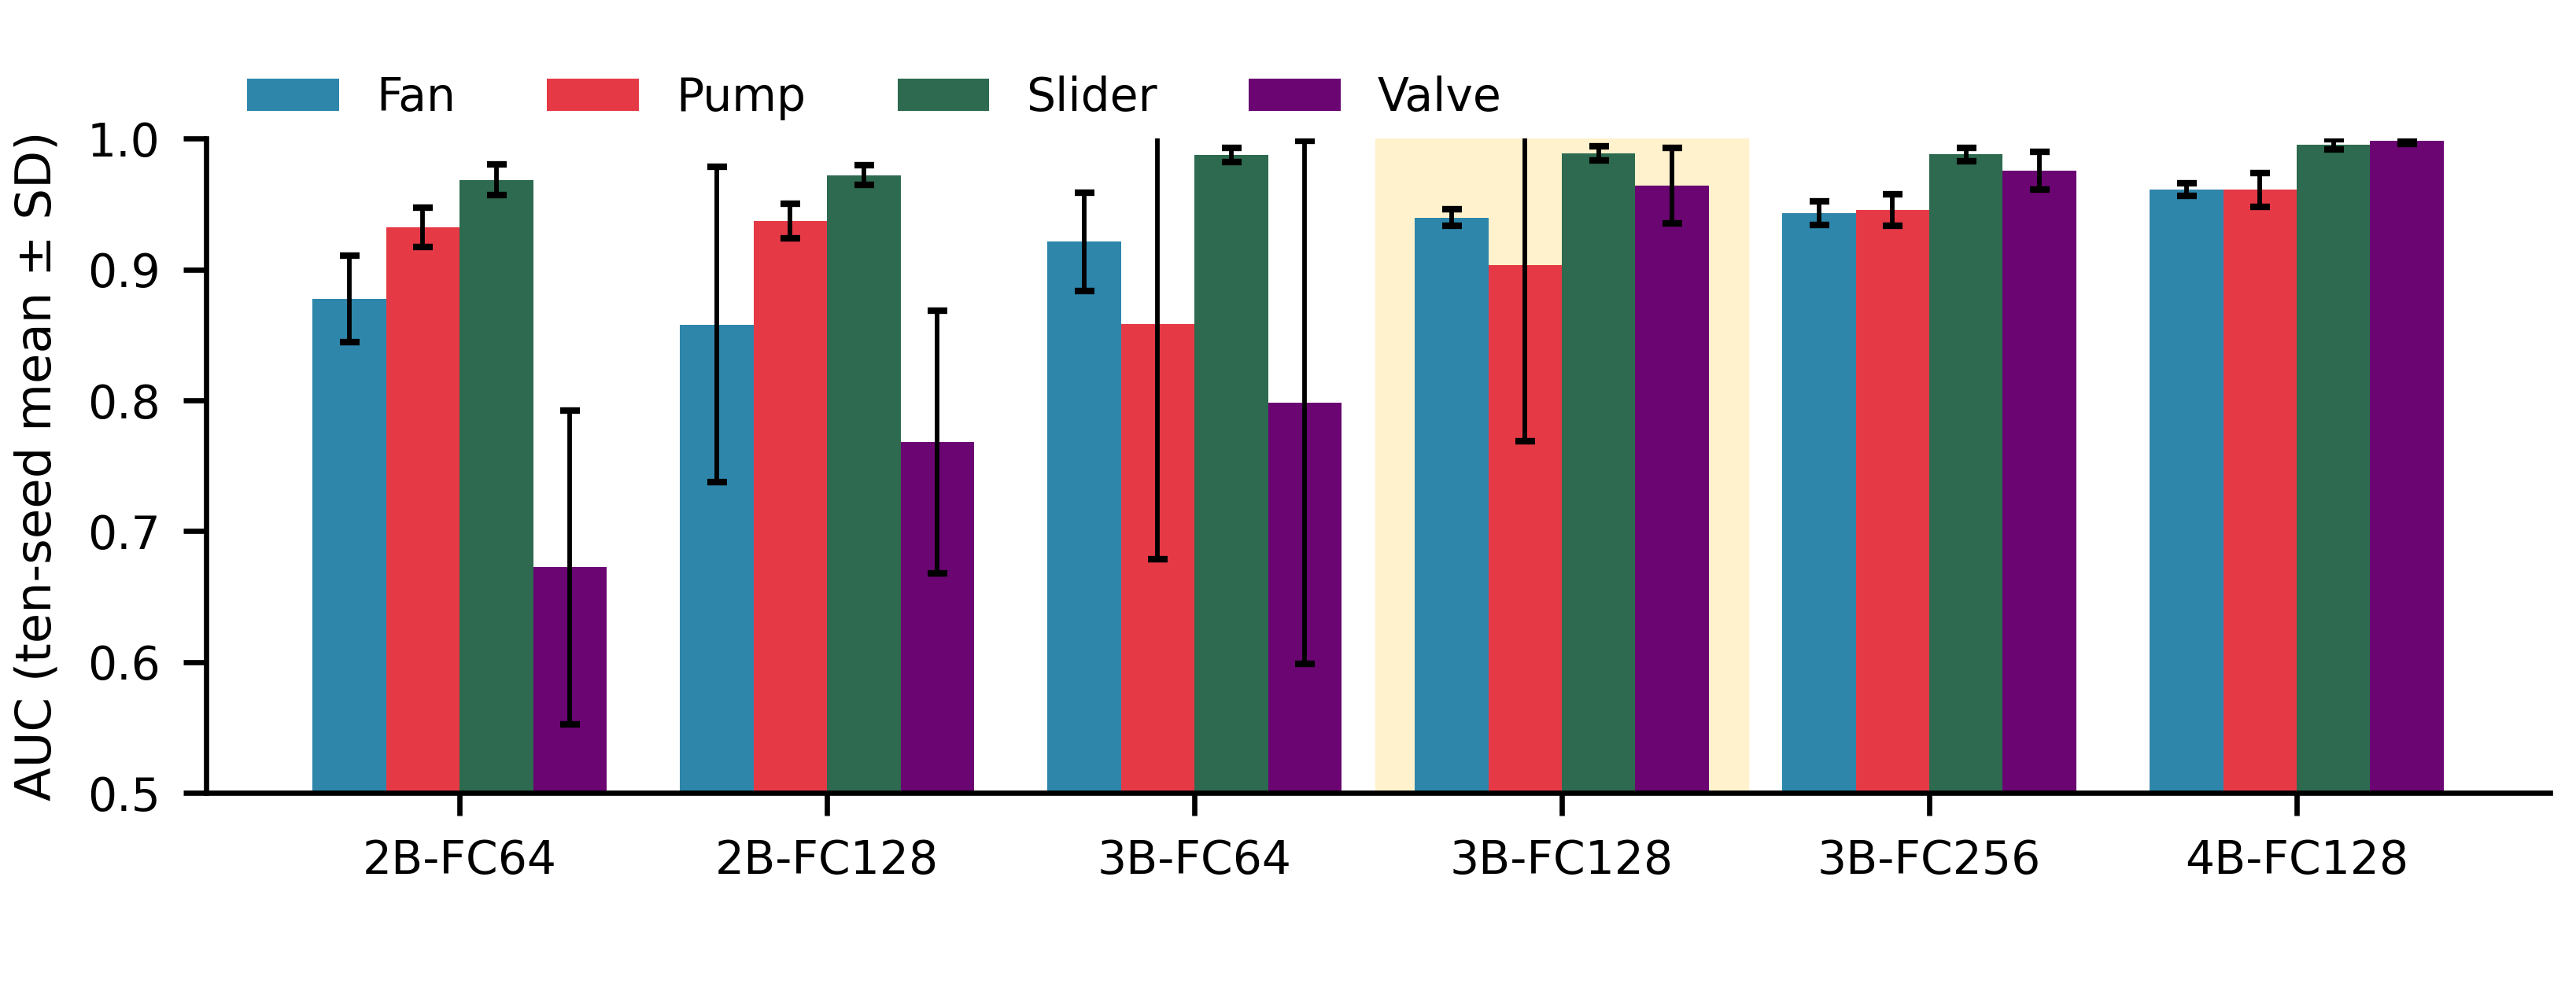 Fan Pump Slider Valve
AUC (ten-seed mean ± SD)
1.0
0.9
0.8
0.7
0.6
0.5
2B-FC64 2B-FC128 3B-FC64 3B-FC128 3B-FC256 4B-FC128